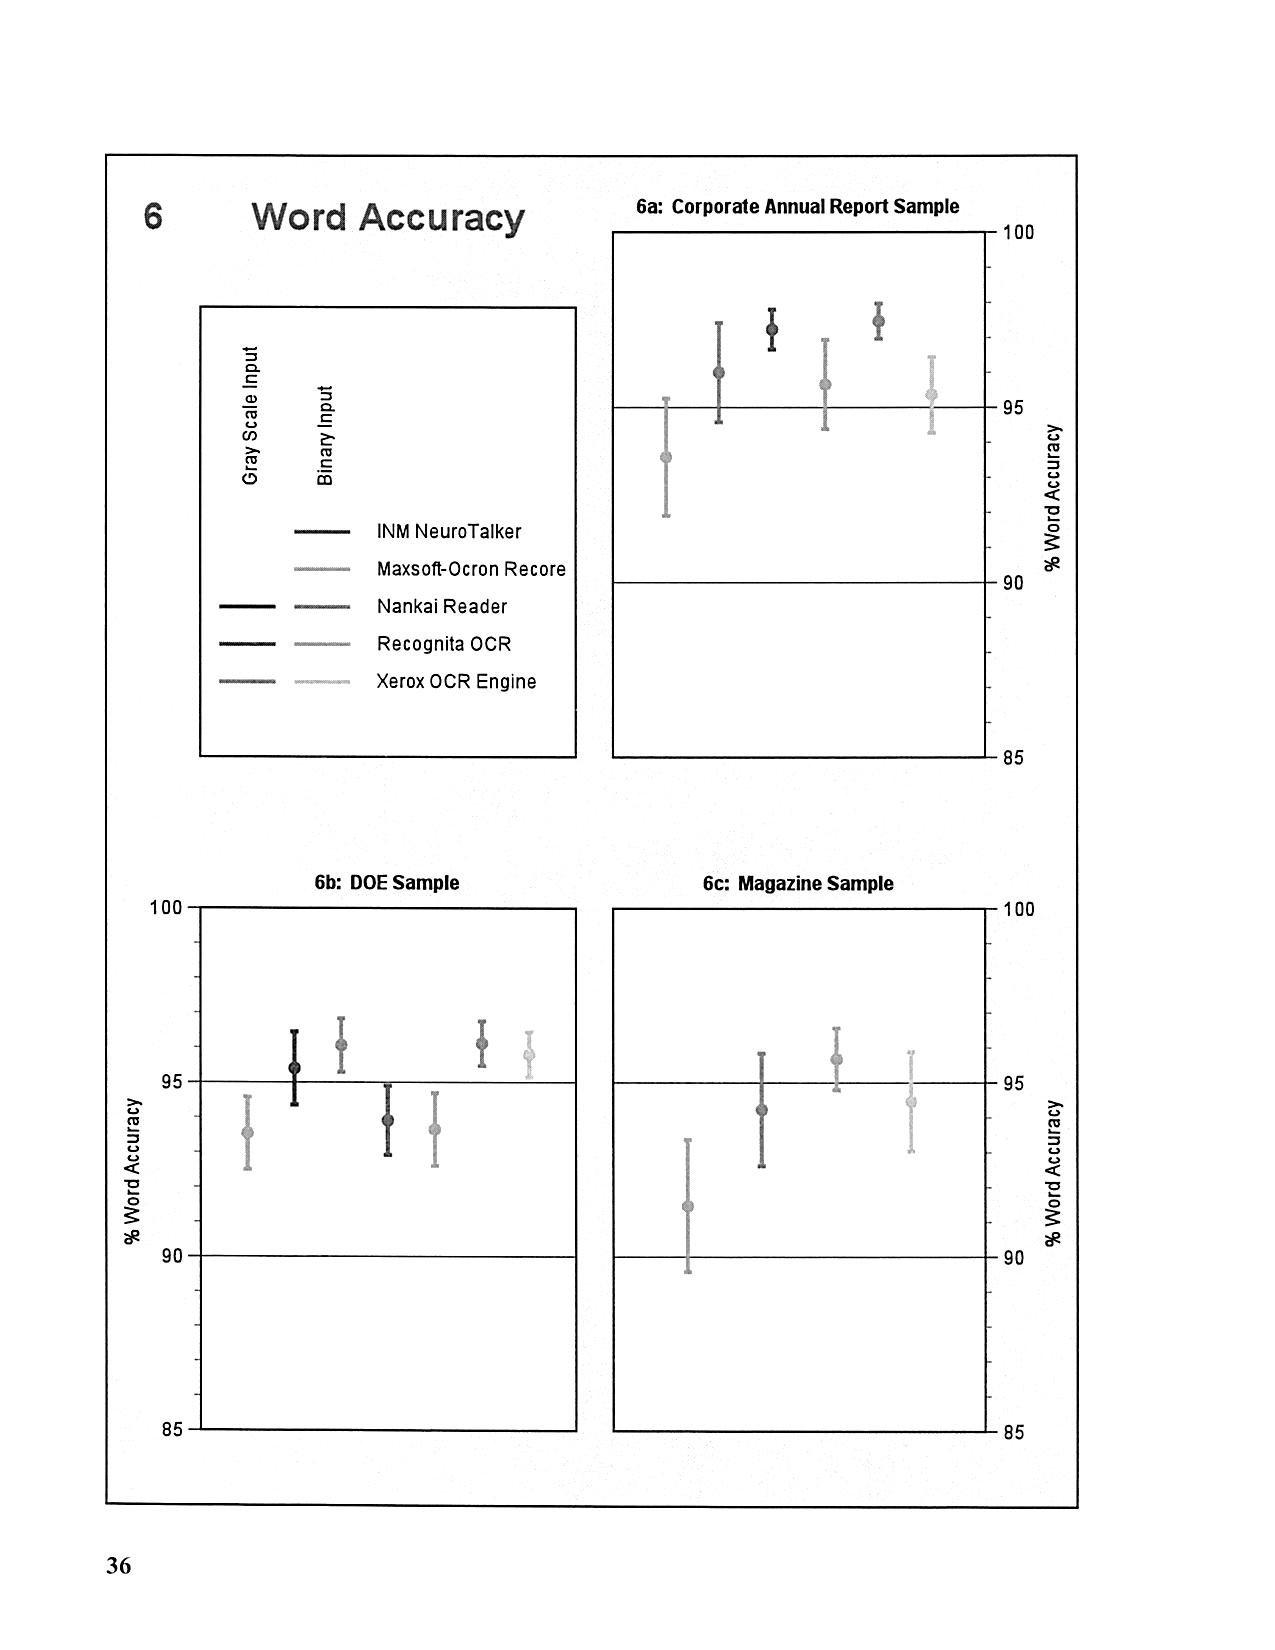 6 Word Accuracy
6a: Corporate Annual Report Sample
Gray Scale Input
Binary Input
INM NeuroTalker
Maxsoft-Ocron Recore
Nankai Reader
Recognita OCR
Xerox OCR Engine
100
95
90
85
% Word Accuracy
6b: DOE Sample
100
95
90
85
% Word Accuracy
6c: Magazine Sample
100
95
90
85
% Word Accuracy
36